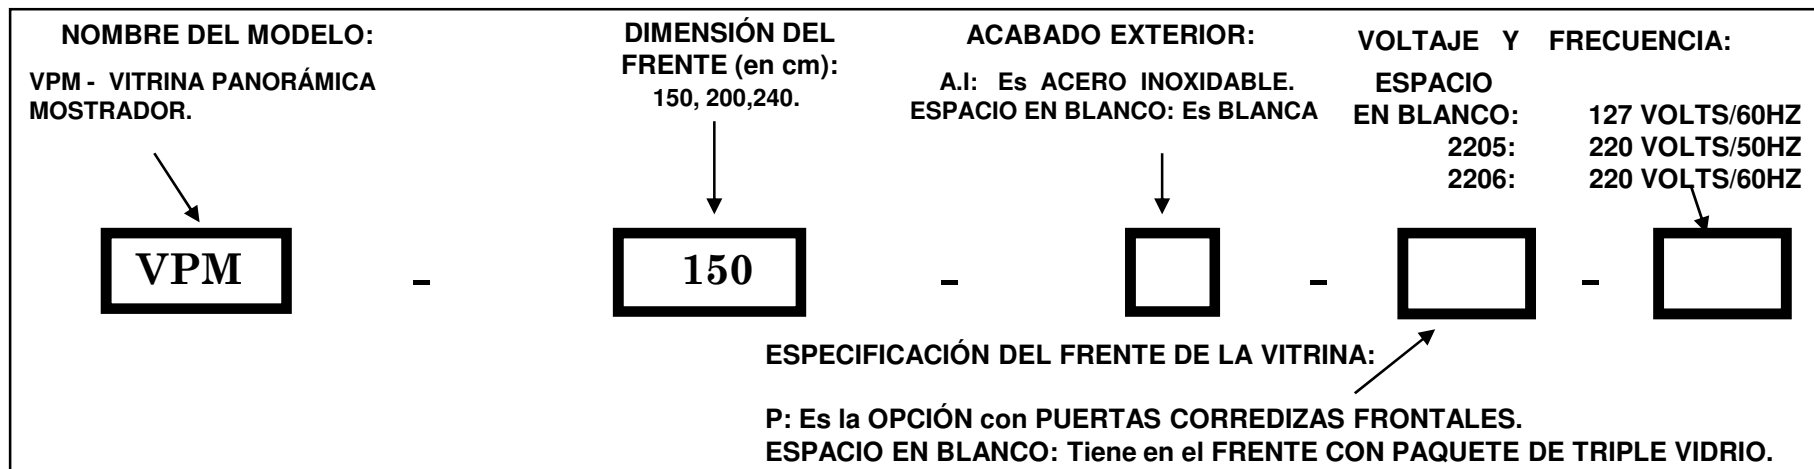 NOMBRE DEL MODELO:
VPM - VITRINA PANORÁMICA
MOSTRADOR.
DIMENSIÓN DEL
FRENTE (en cm):
150, 200,240.
ACABADO EXTERIOR:
A.I: Es ACERO INOXIDABLE.
ESPACIO EN BLANCO: Es BLANCA
VOLTAJE Y FRECUENCIA:
ESPACIO
EN BLANCO: 127 VOLTS/60HZ
2205: 220 VOLTS/50HZ
2206: 220 VOLTS/60HZ
VPM - 150 - - -
ESPECIFICACIÓN DEL FRENTE DE LA VITRINA:
P: Es la OPCIÓN con PUERTAS CORREDIZAS FRONTALES.
ESPACIO EN BLANCO: Tiene en el FRENTE CON PAQUETE DE TRIPLE VIDRIO.